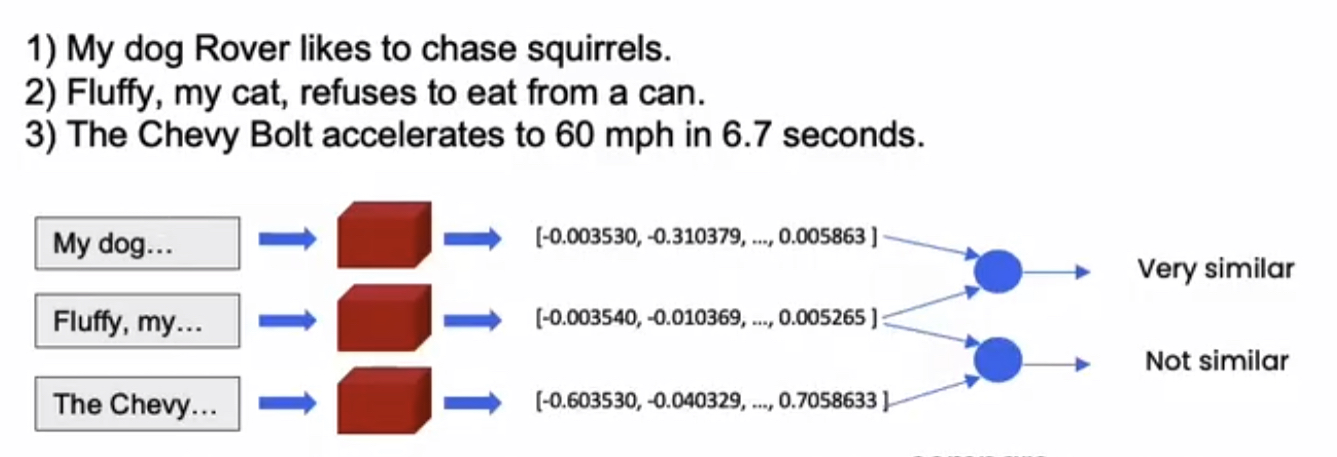 1) My dog Rover likes to chase squirrels.
2) Fluffy, my cat, refuses to eat from a can.
3) The Chevy Bolt accelerates to 60 mph in 6.7 seconds.
My dog...
[-0.003530, -0.310379, ..., 0.005863 ]
Very similar
Fluffy, my...
[-0.003540, -0.010369, ..., 0.005265 ]
Not similar
The Chevy...
[-0.603530, -0.040329, ..., 0.7058633 ]